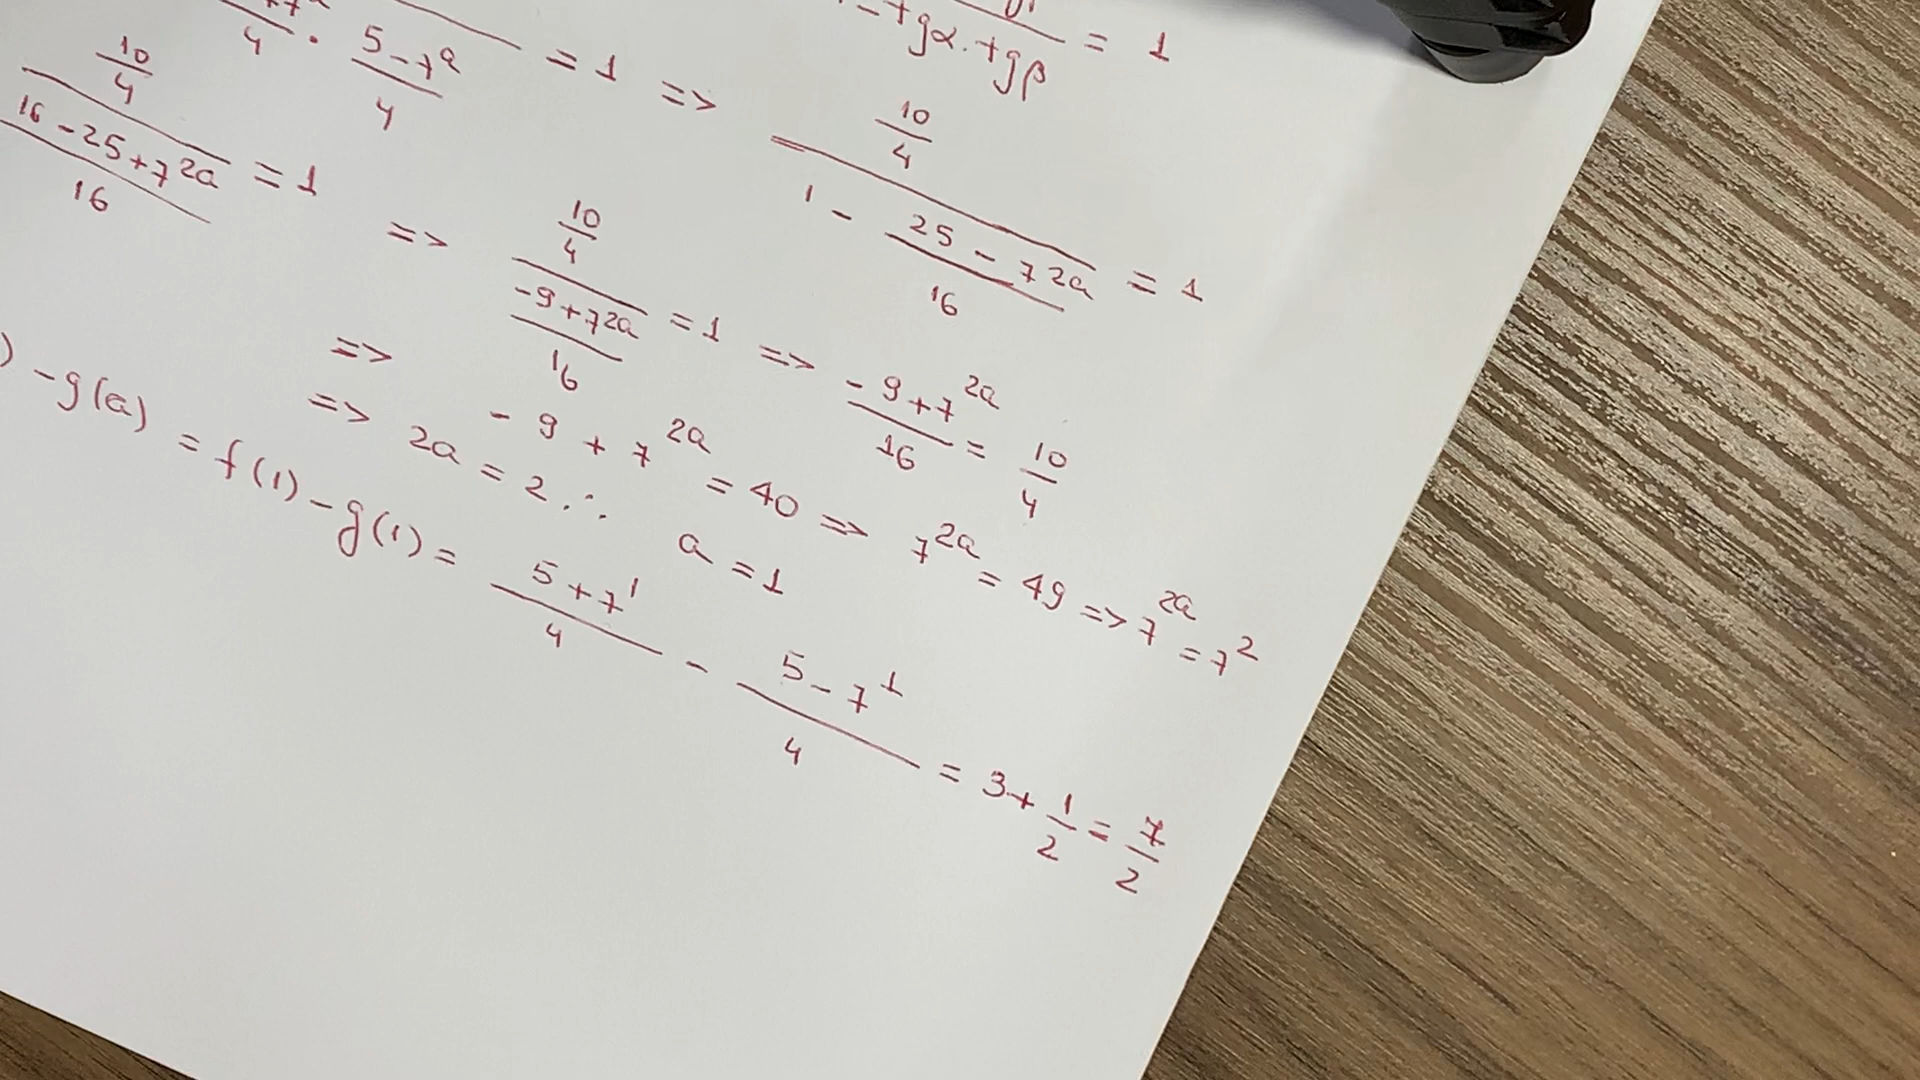 - tgα . tgβ = 1
4 . 5-7^a / 4 = 1 => (10/4) / (1 - (25 - 7^2a)/16) = 1
(10/4) / ((16-25+7^2a)/16) = 1 => (10/4) / ((-9+7^2a)/16) = 1 => (-9+7^2a)/16 = 10/4
=> -9 + 7^2a = 40 => 7^2a = 49 => 7^2a = 7^2
=> 2a = 2 ∴ a = 1
) - g(a) = f(1) - g(1) = (5+7^1)/4 - (5-7^1)/4 = 3 + 1/2 = 7/2